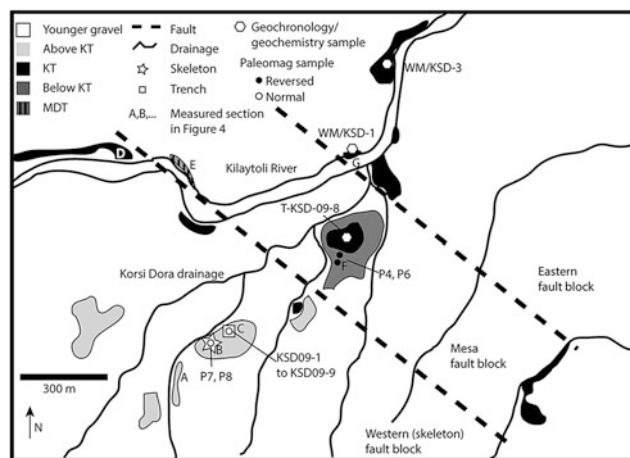 Younger gravel
Above KT
KT
Below KT
MDT
Fault
Drainage
Skeleton
Trench
A,B,... Measured section
in Figure 4
Geochronology/
geochemistry sample
Paleomag sample
Reversed
Normal
WM/KSD-3
WM/KSD-1
D
E
Kilaytoli River
G
T-KSD-09-8
F
P4, P6
Korsi Dora drainage
Eastern
fault block
C
B
KSD09-1
to KSD09-9
P7, P8
A
Mesa
fault block
300 m
N
Western (skeleton)
fault block